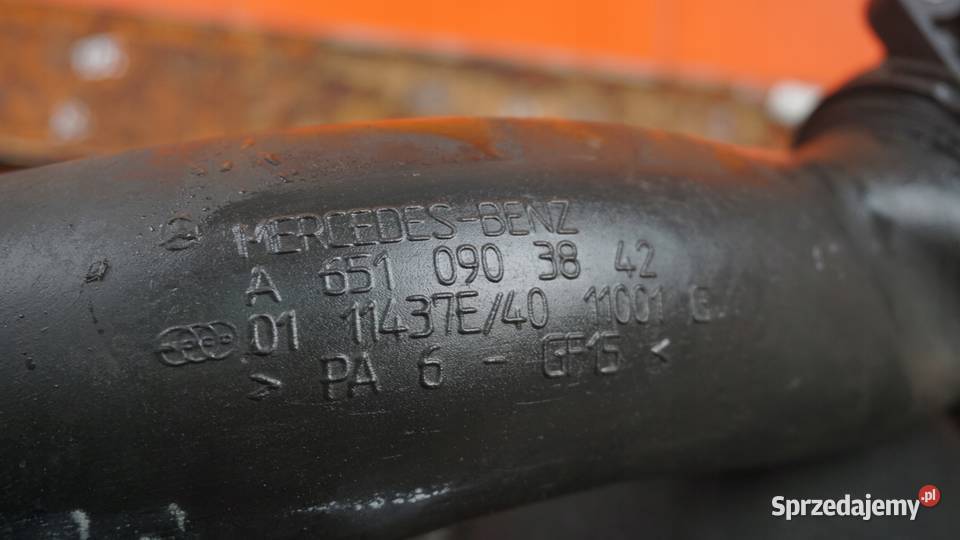 MERCEDES-BENZ
A 651 090 38 42
01 11437E/40 11001
> PA 6 - GF15 <
Sprzedajemy.pl